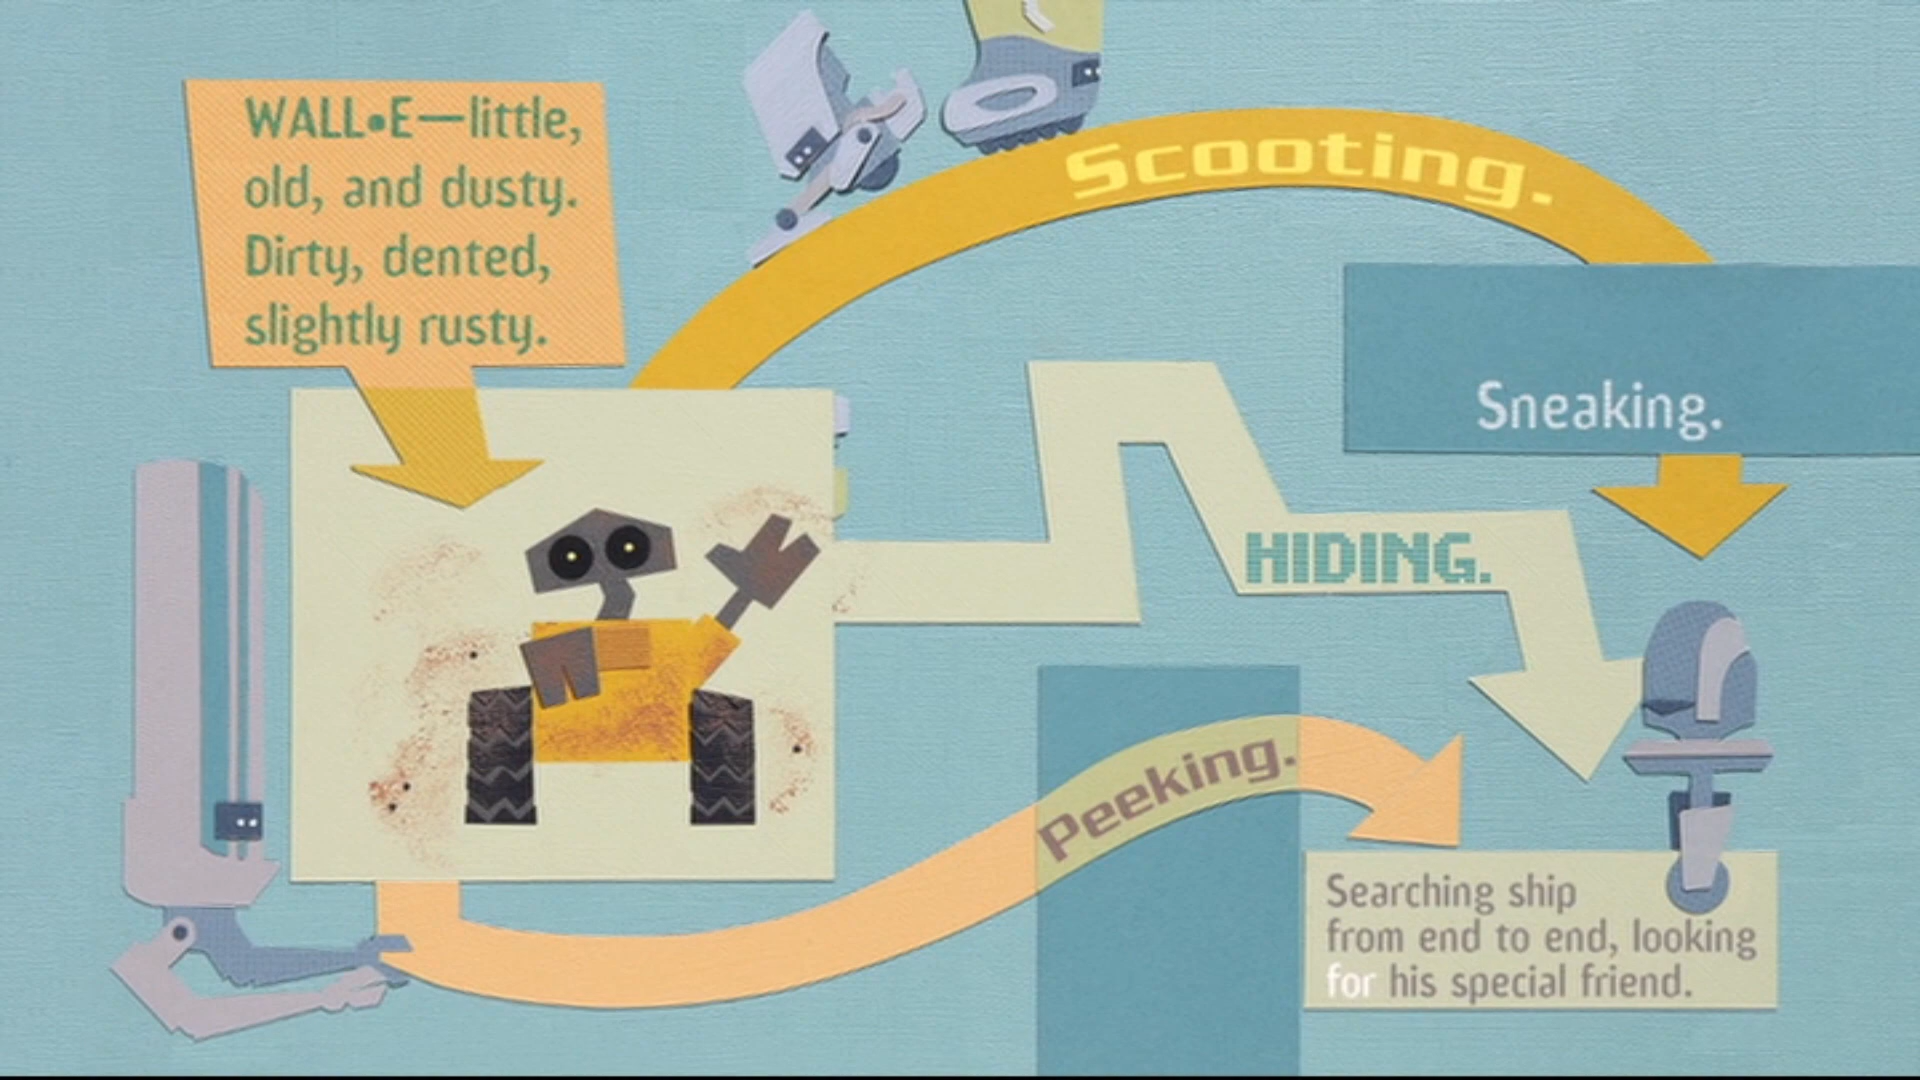 WALL•E—little,
old, and dusty.
Dirty, dented,
slightly rusty.
Scooting.
Sneaking.
HIDING.
Peeking.
Searching ship
from end to end, looking
for his special friend.